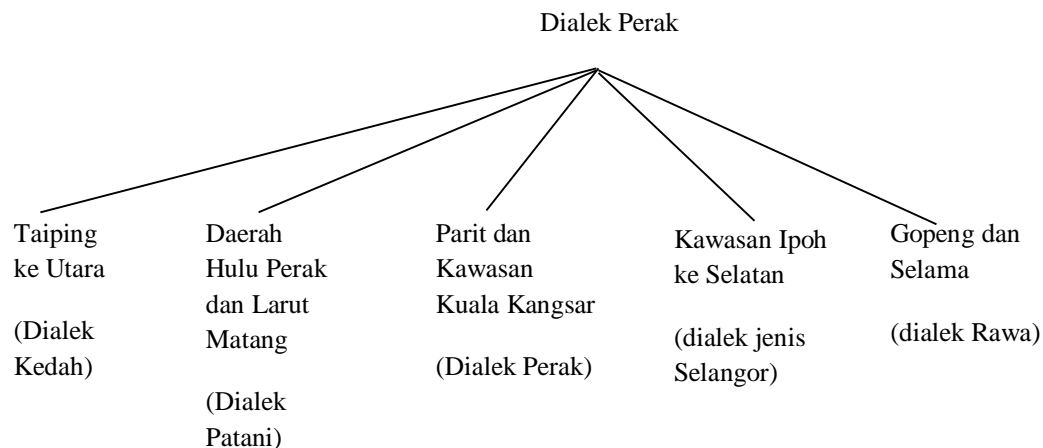 Dialek Perak
Taiping
ke Utara
(Dialek
Kedah)
Daerah
Hulu Perak
dan Larut
Matang
(Dialek
Patani)
Parit dan
Kawasan
Kuala Kangsar
(Dialek Perak)
Kawasan Ipoh
ke Selatan
(dialek jenis
Selangor)
Gopeng dan
Selama
(dialek Rawa)